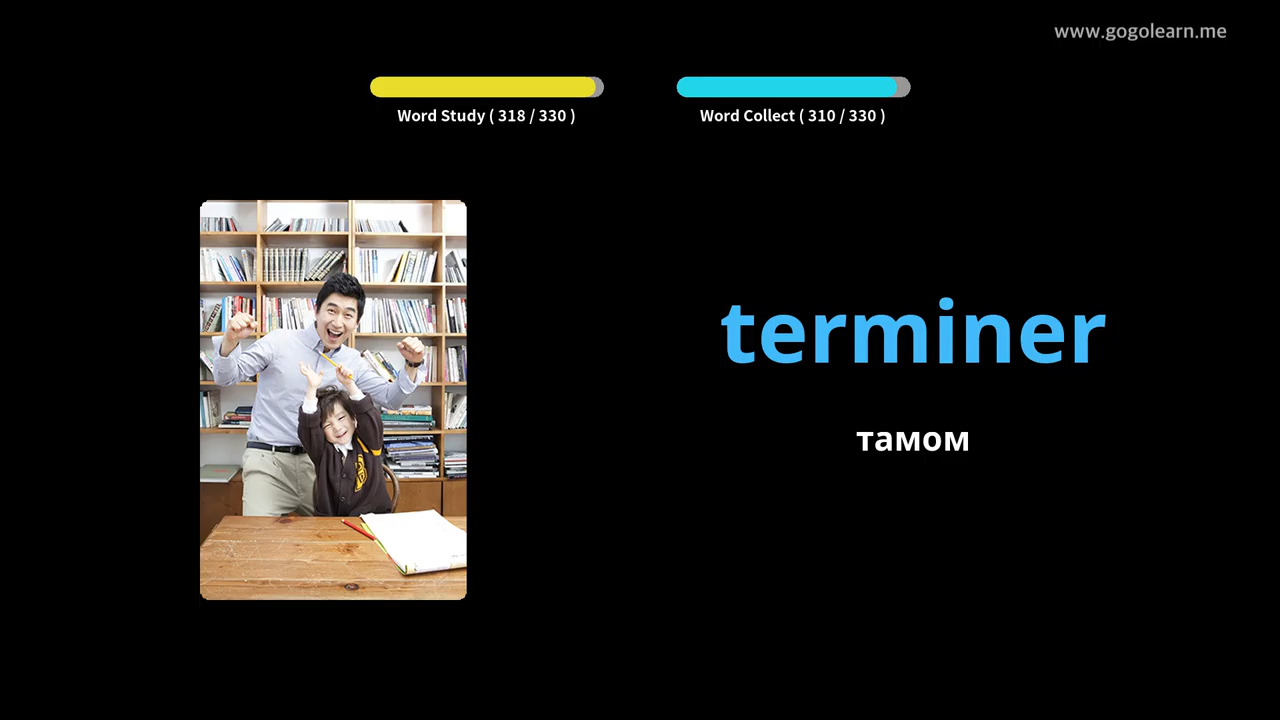 www.gogolearn.me
Word Study ( 318 / 330 )
Word Collect ( 310 / 330 )
terminer
тамом